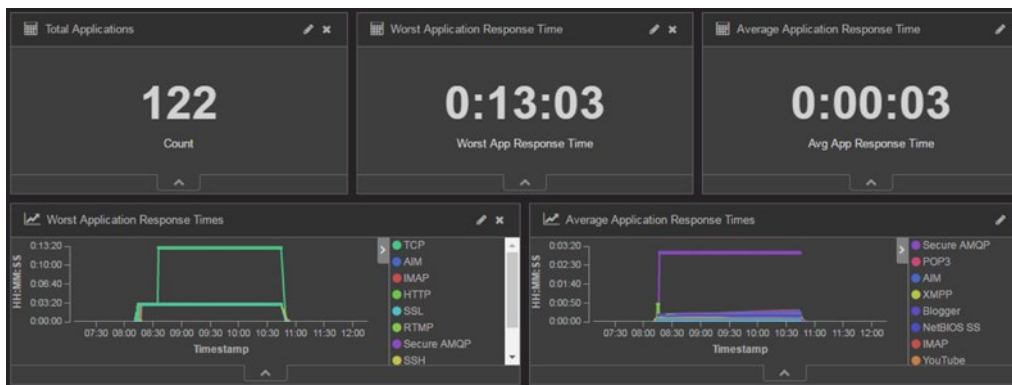 Total Applications
122
Count
Worst Application Response Time
0:13:03
Worst App Response Time
Average Application Response Time
0:00:03
Avg App Response Time
Worst Application Response Times
HH:MM:SS
0:13:20
0:10:00
0:06:40
0:03:20
0:00:00
07:30 08:00 08:30 09:00 09:30 10:00 10:30 11:00 11:30 12:00
Timestamp
TCP
AIM
IMAP
HTTP
SSL
RTMP
Secure AMQP
SSH
Average Application Response Times
HH:MM:SS
0:03:20
0:02:30
0:01:40
0:00:50
0:00:00
07:30 08:00 08:30 09:00 09:30 10:00 10:30 11:00 11:30 12:00
Timestamp
Secure AMQP
POP3
AIM
XMPP
Blogger
NetBIOS SS
IMAP
YouTube